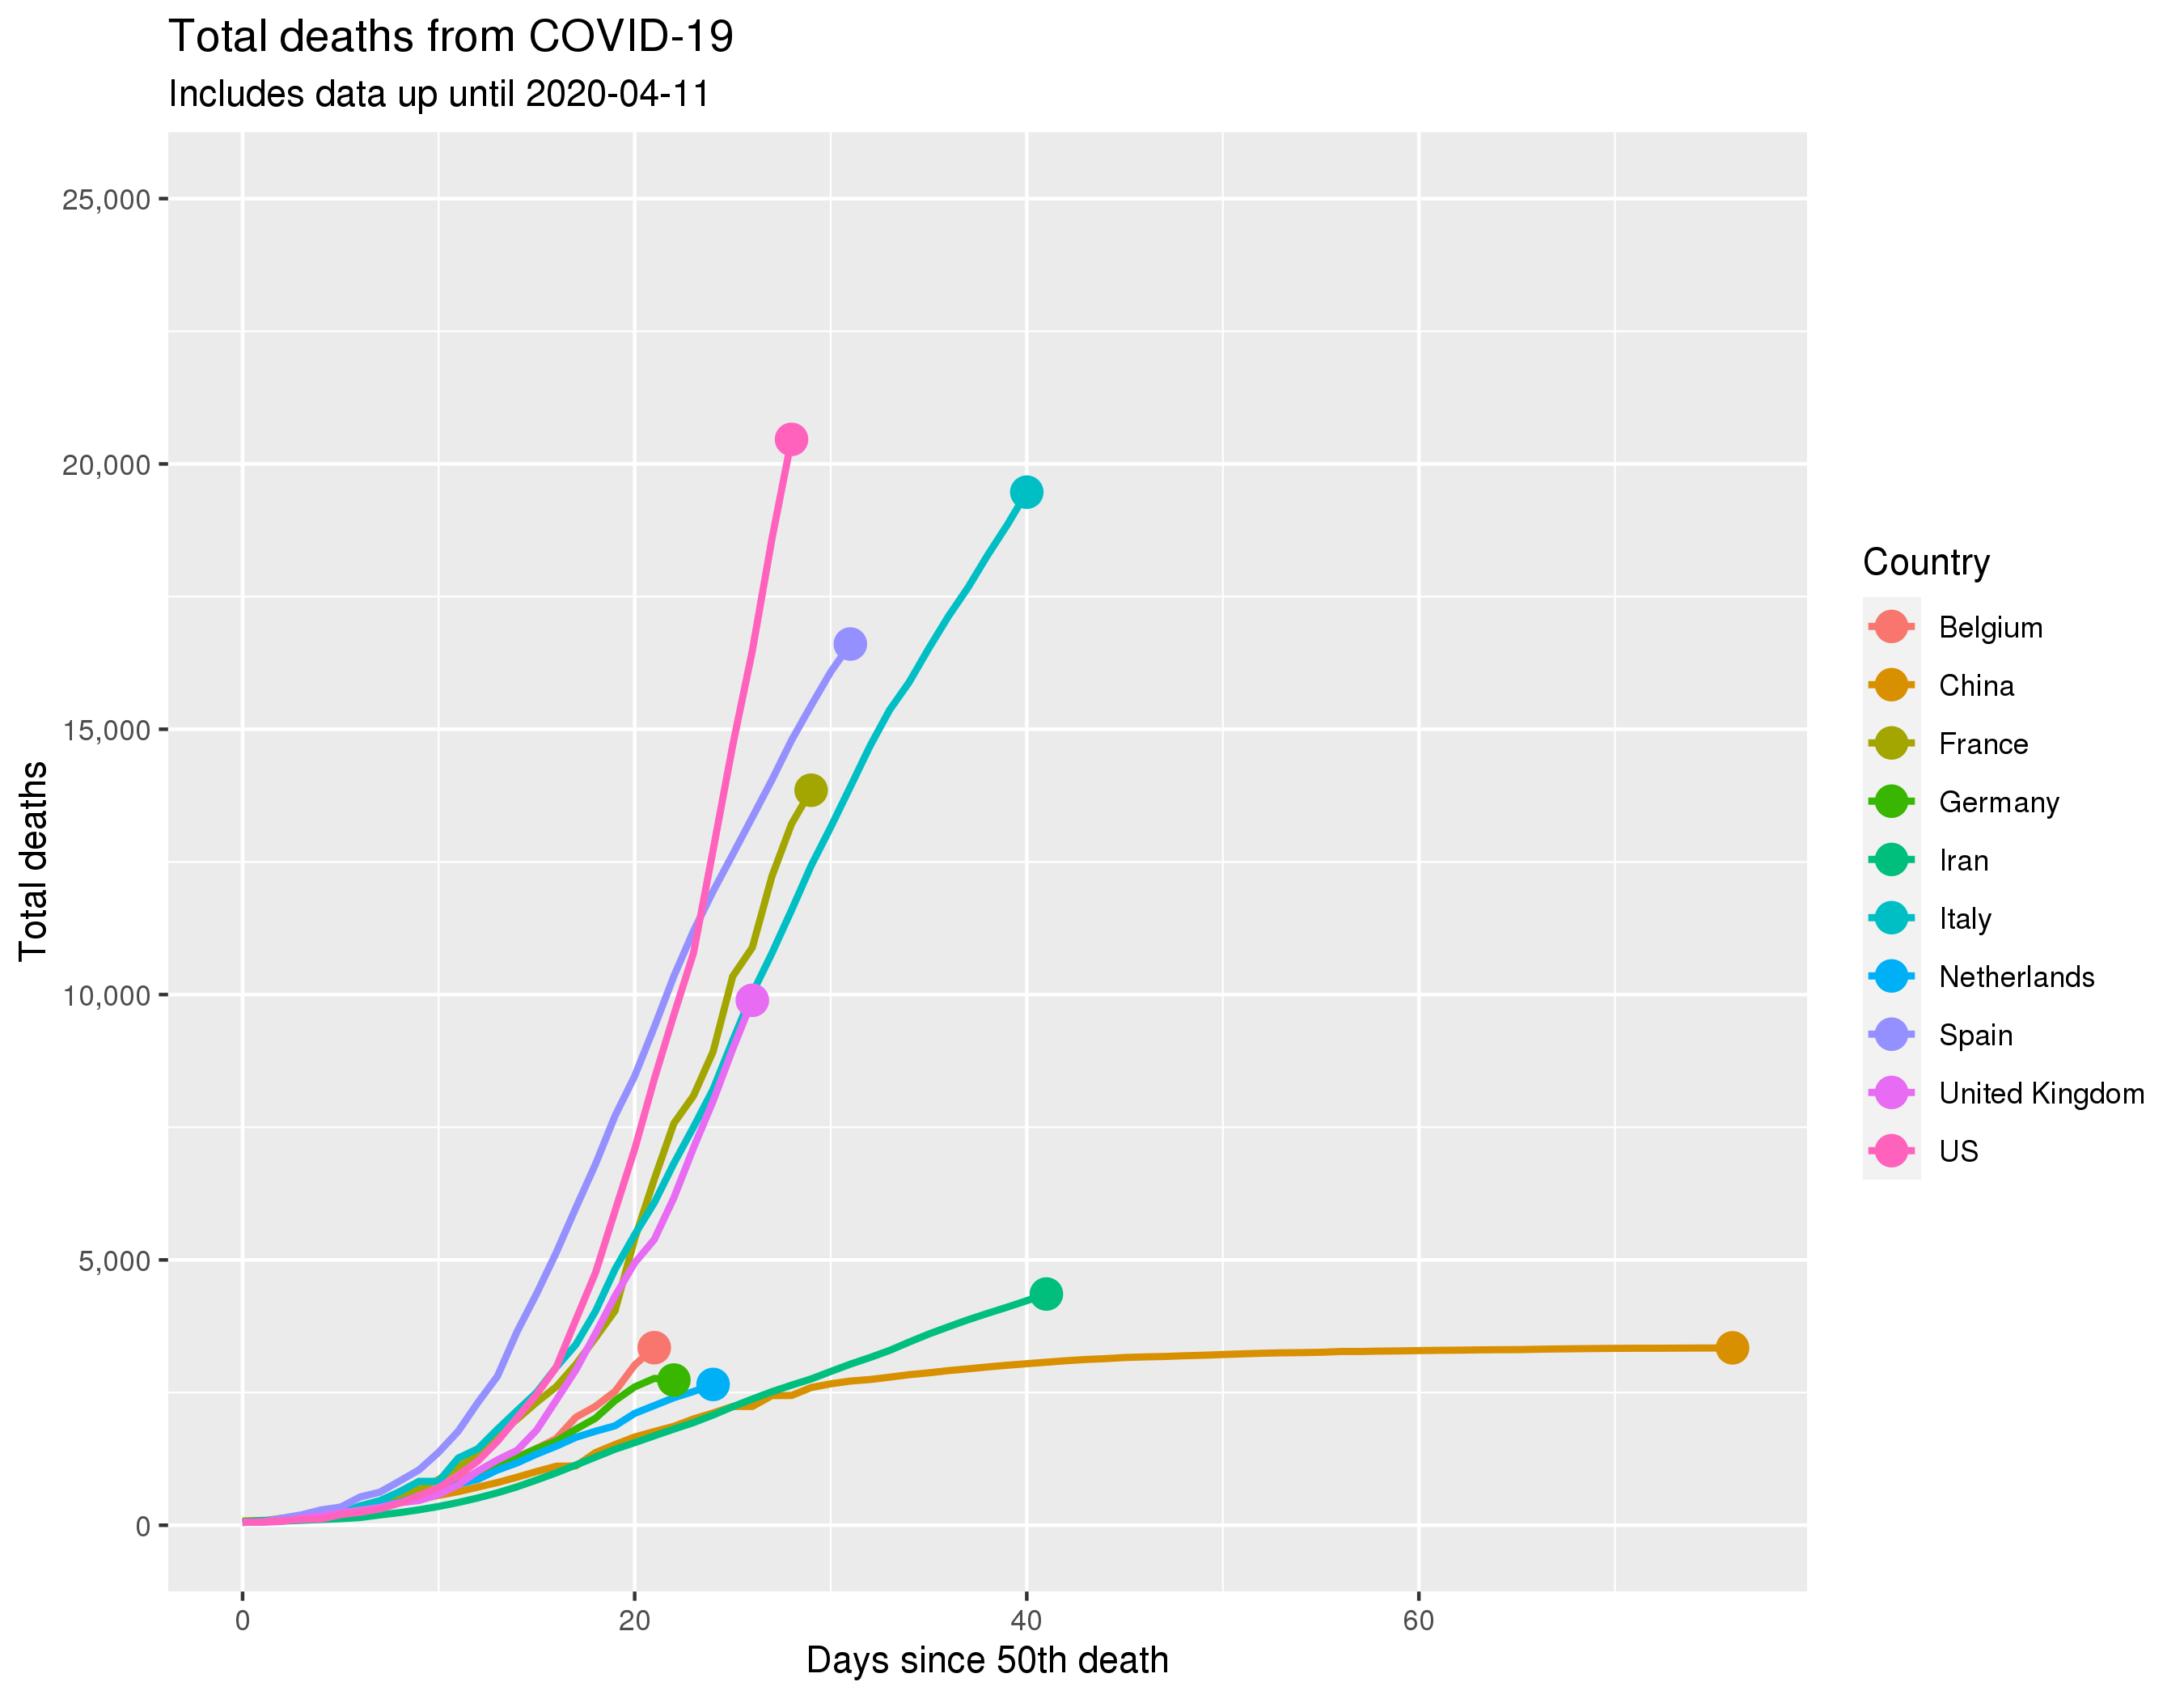 Total deaths from COVID-19
Includes data up until 2020-04-11
Total deaths
25,000
20,000
15,000
10,000
5,000
0
0
20
40
60
Days since 50th death
Country
Belgium
China
France
Germany
Iran
Italy
Netherlands
Spain
United Kingdom
US